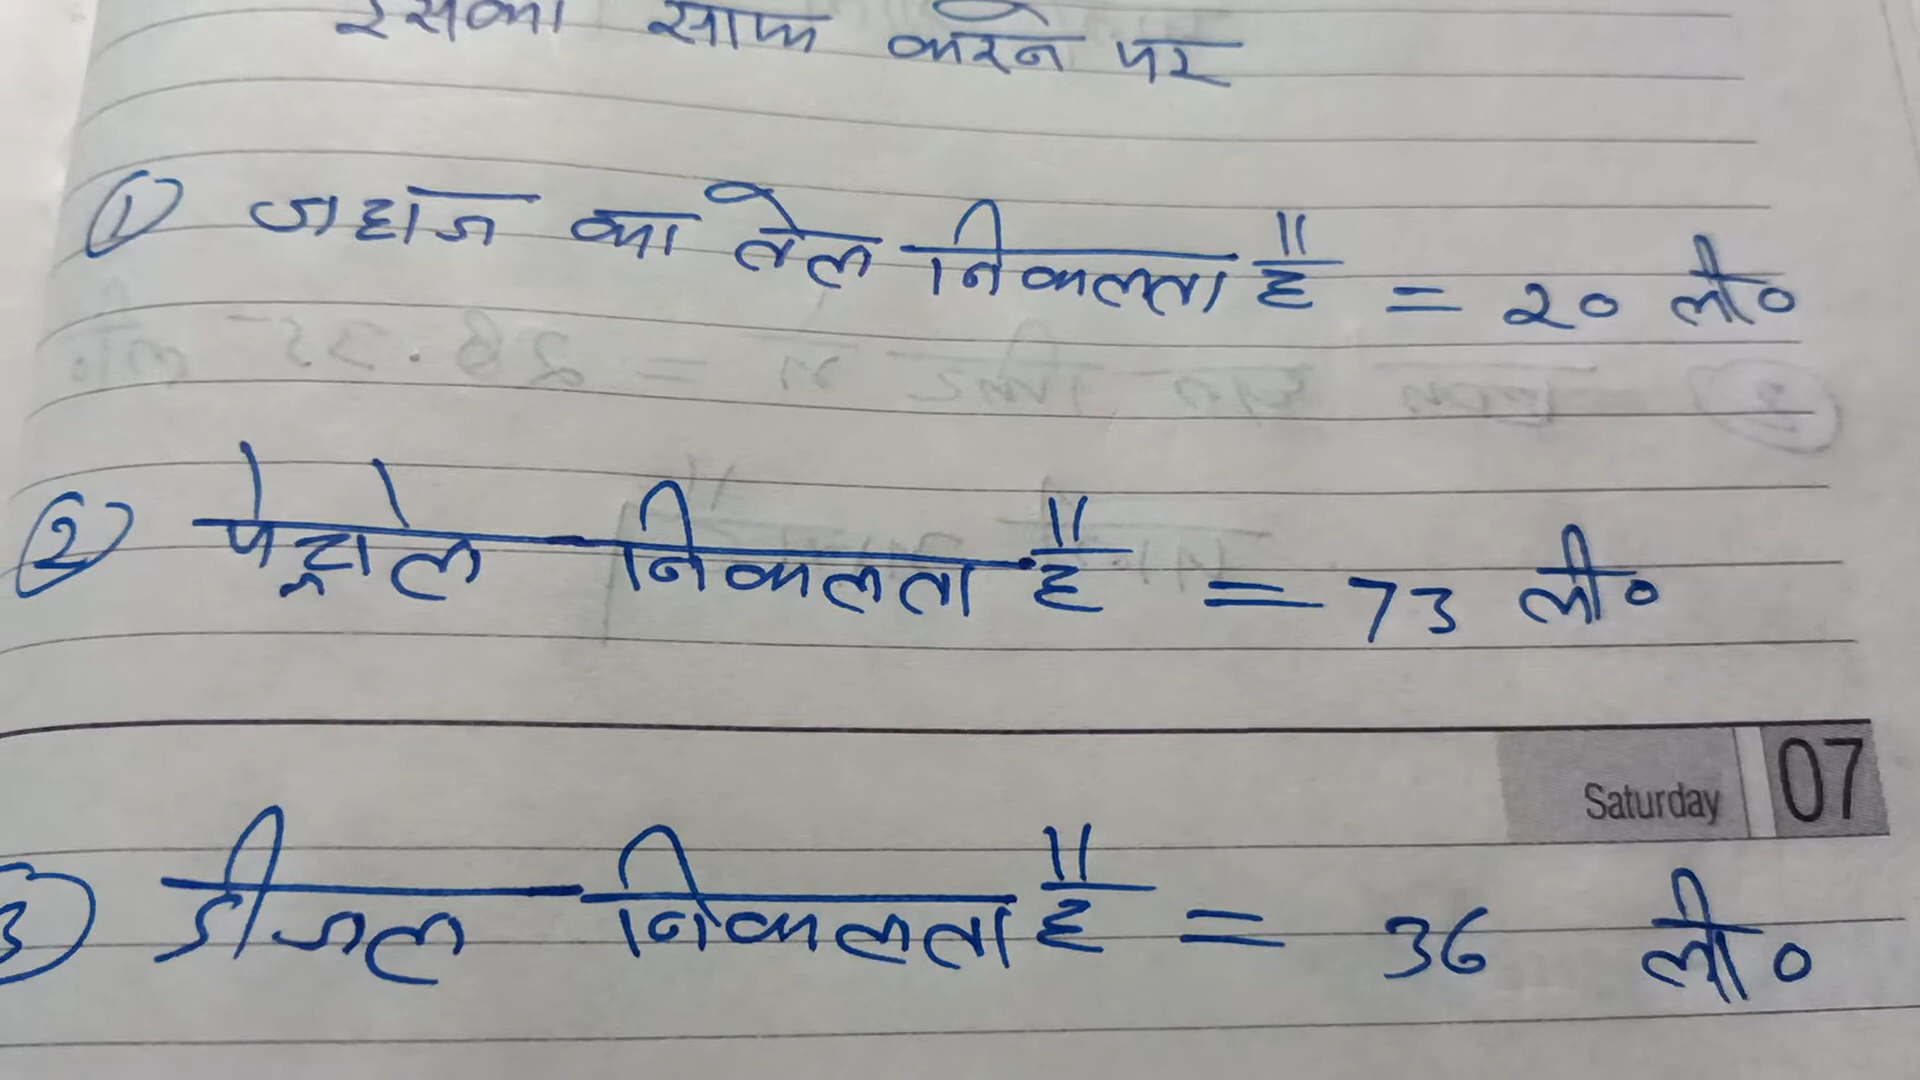 इसका साफ करने पर
① जहाज का तेल निकलता है = 20 ली०
② पेट्रोल निकलता है = 73 ली०
Saturday 07
③ डीजल निकलता है = 36 ली०